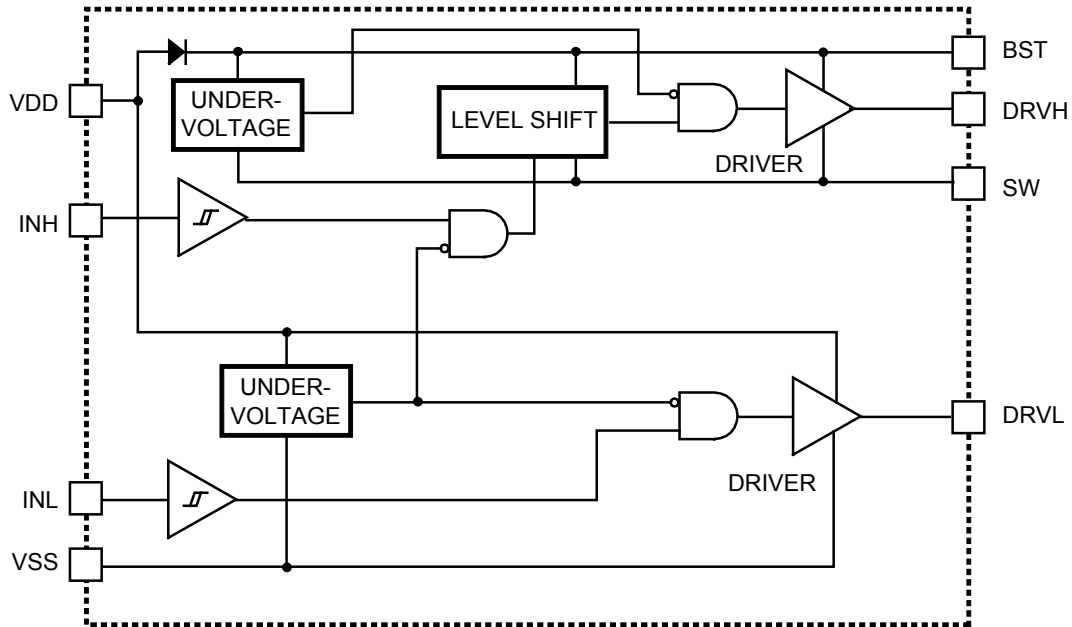 BST
VDD
UNDER-
VOLTAGE
LEVEL SHIFT
DRVH
DRIVER
SW
INH
UNDER-
VOLTAGE
DRVL
DRIVER
INL
VSS